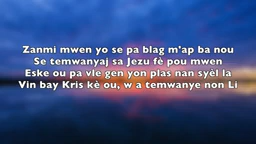 Zanmi mwen yo se pa blag m'ap ba nou
Se temwanyaj sa Jezu fè pou mwen
Eske ou pa vle gen yon plas nan syèl la
Vin bay Kris kè ou, w a temwanye non Li